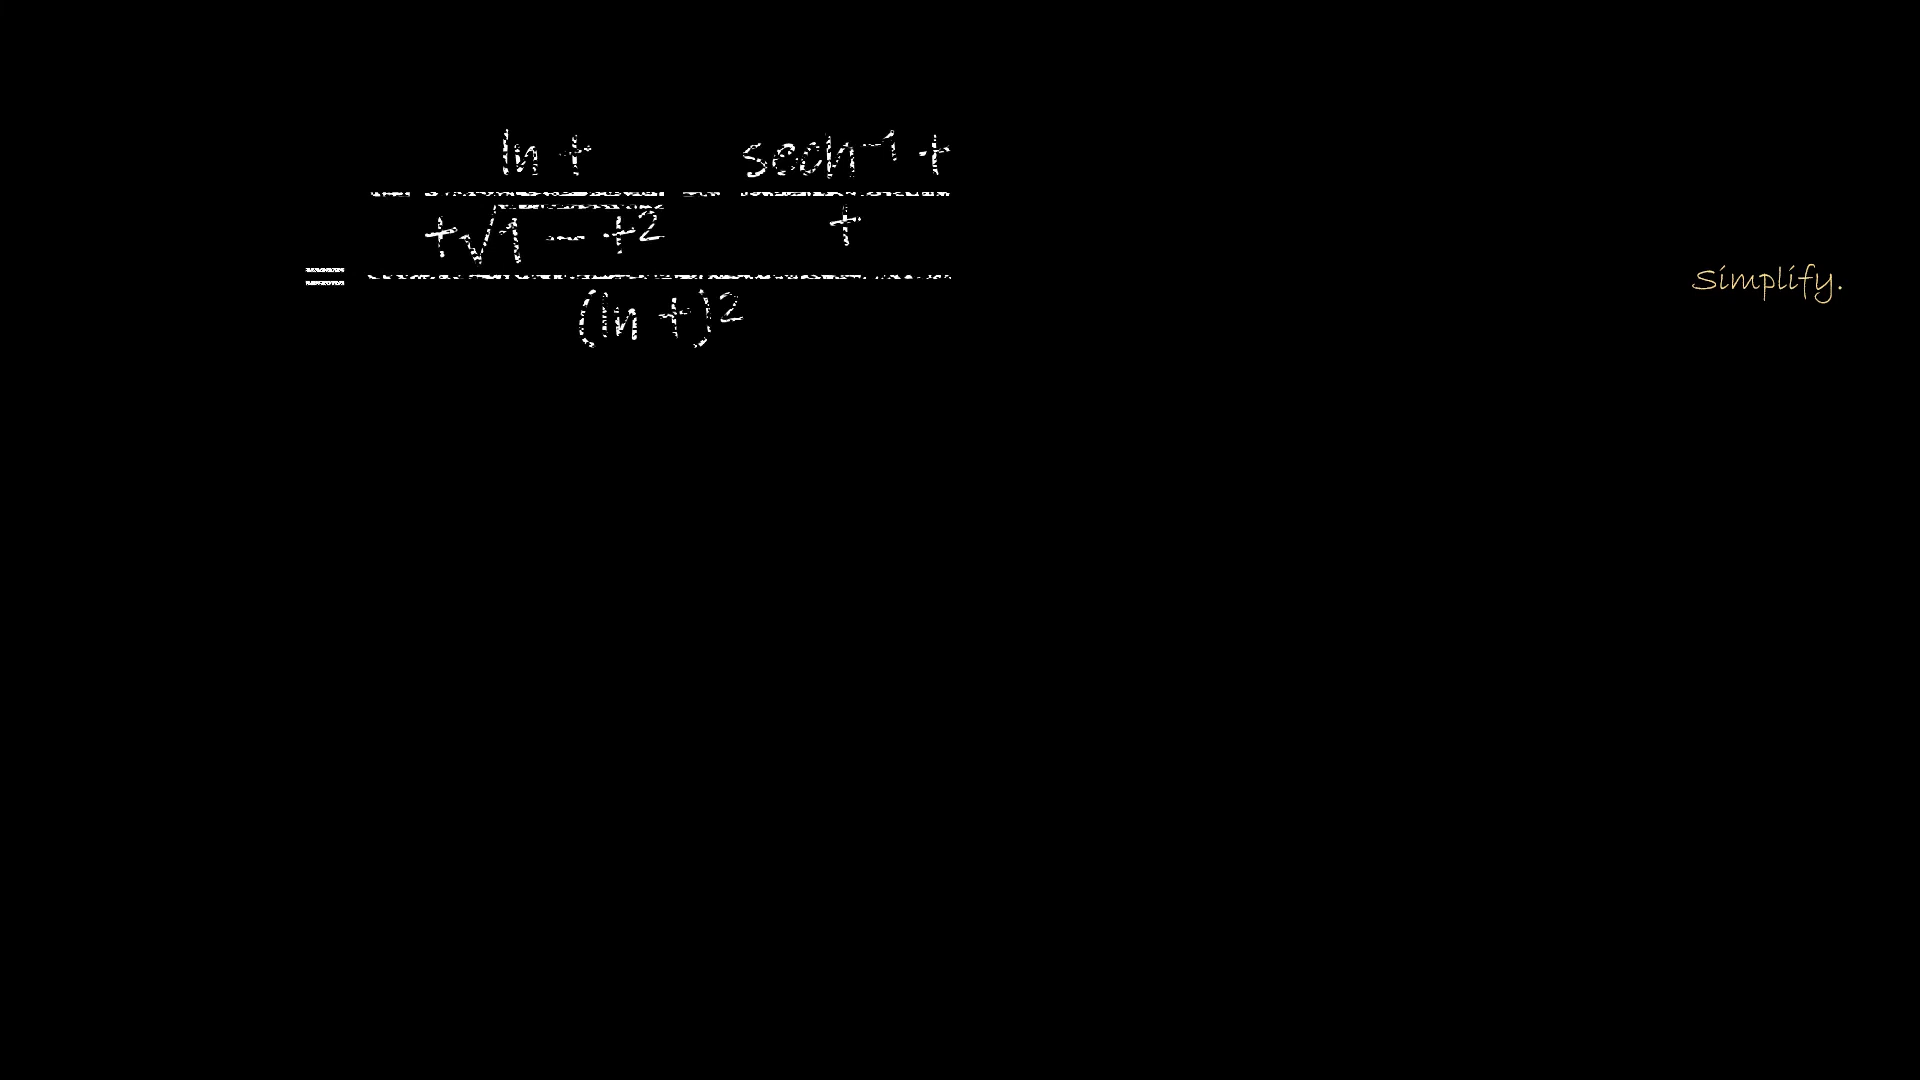 = (− ln t / (t√(1 − t²)) − sech⁻¹ t / t) / (ln t)²
Simplify.